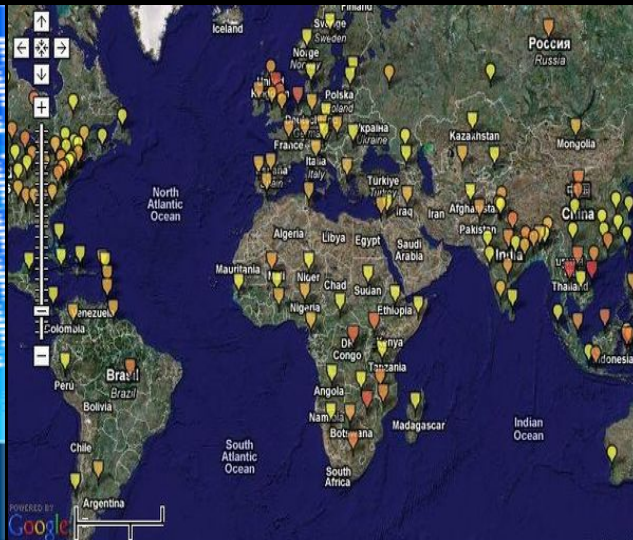 Iceland
Finland
Sverige
Sweden
Norge
Norway
Россия
Russia
Polska
Poland
Україна
Ukraine
France
Italia
Italy
Kazakhstan
Mongolia
Türkiye
Turkey
Iraq
Iran
Afghanistan
Pakistan
China
India
Thailand
Indonesia
North
Atlantic
Ocean
Algeria
Libya
Egypt
Saudi
Arabia
Mauritania
Mali
Niger
Chad
Sudan
Nigeria
Ethiopia
DR
Congo
Kenya
Tanzania
Angola
Namibia
Botswana
Madagascar
South
Africa
Venezuela
Colombia
Peru
Brasil
Brazil
Bolivia
Chile
Argentina
South
Atlantic
Ocean
Indian
Ocean
POWERED BY
Google